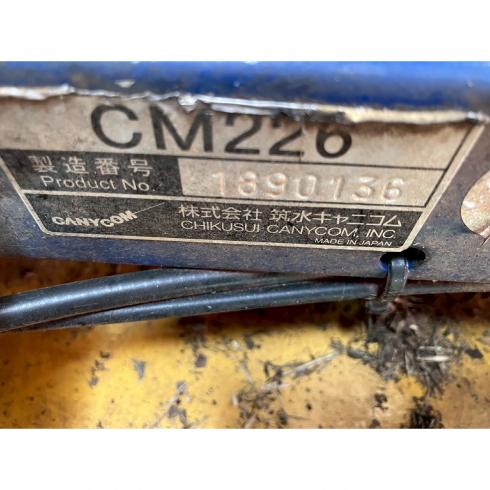 CM226
製造番号
Product No. 1890136
CANYCOM
株式会社 筑水キャニコム
CHIKUSUI CANYCOM, INC.
MADE IN JAPAN